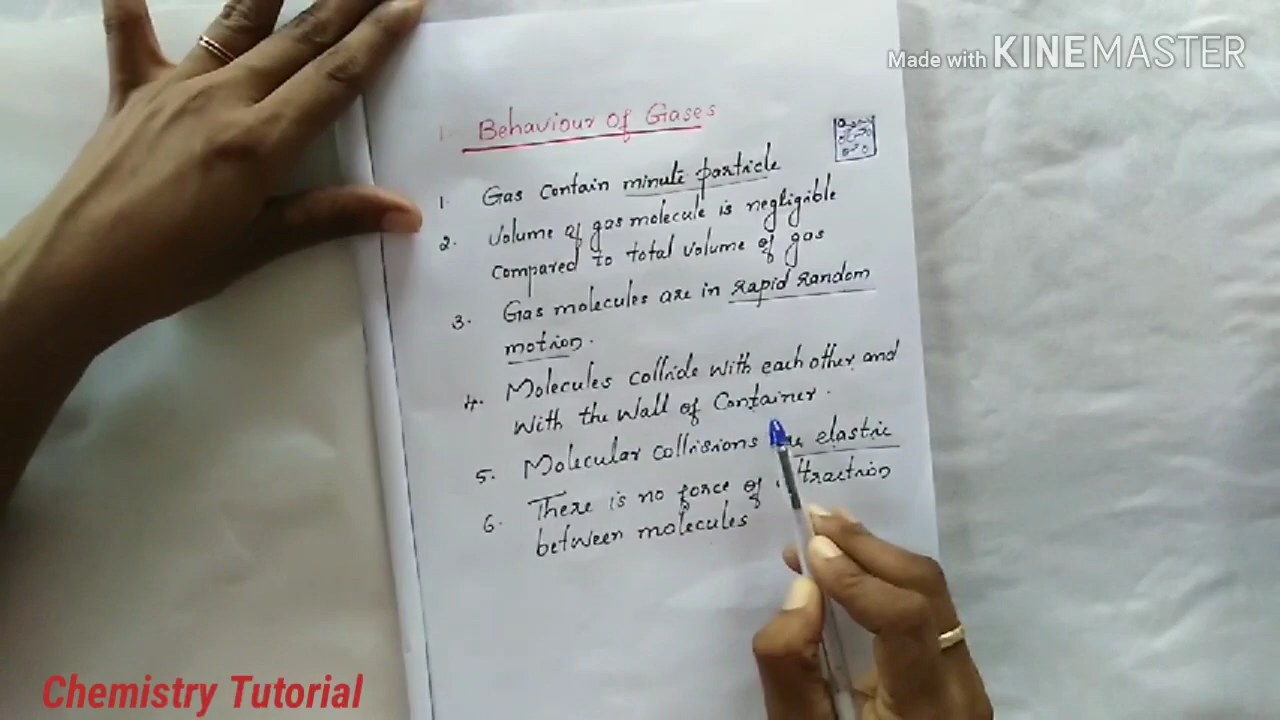 Made with KINEMASTER
1. Behaviour of Gases
1. Gas contain minute particle
2. Volume of gas molecule is negligible
compared to total volume of gas
3. Gas molecules are in rapid random
motion.
4. Molecules collide with each other and
with the wall of Container.
5. Molecular collisions are elastic
6. There is no force of attraction
between molecules
Chemistry Tutorial